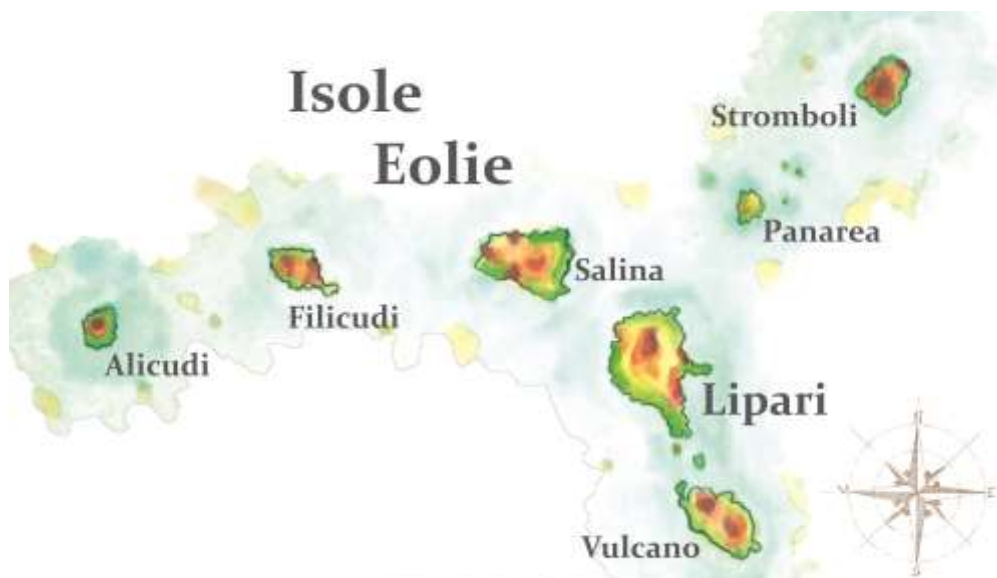 Isole
Eolie
Stromboli
Panarea
Salina
Filicudi
Alicudi
Lipari
Vulcano